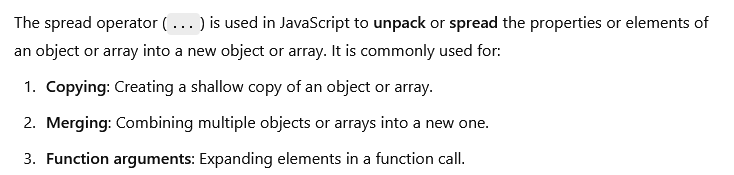 The spread operator (...) is used in JavaScript to unpack or spread the properties or elements of
an object or array into a new object or array. It is commonly used for:
1. Copying: Creating a shallow copy of an object or array.
2. Merging: Combining multiple objects or arrays into a new one.
3. Function arguments: Expanding elements in a function call.